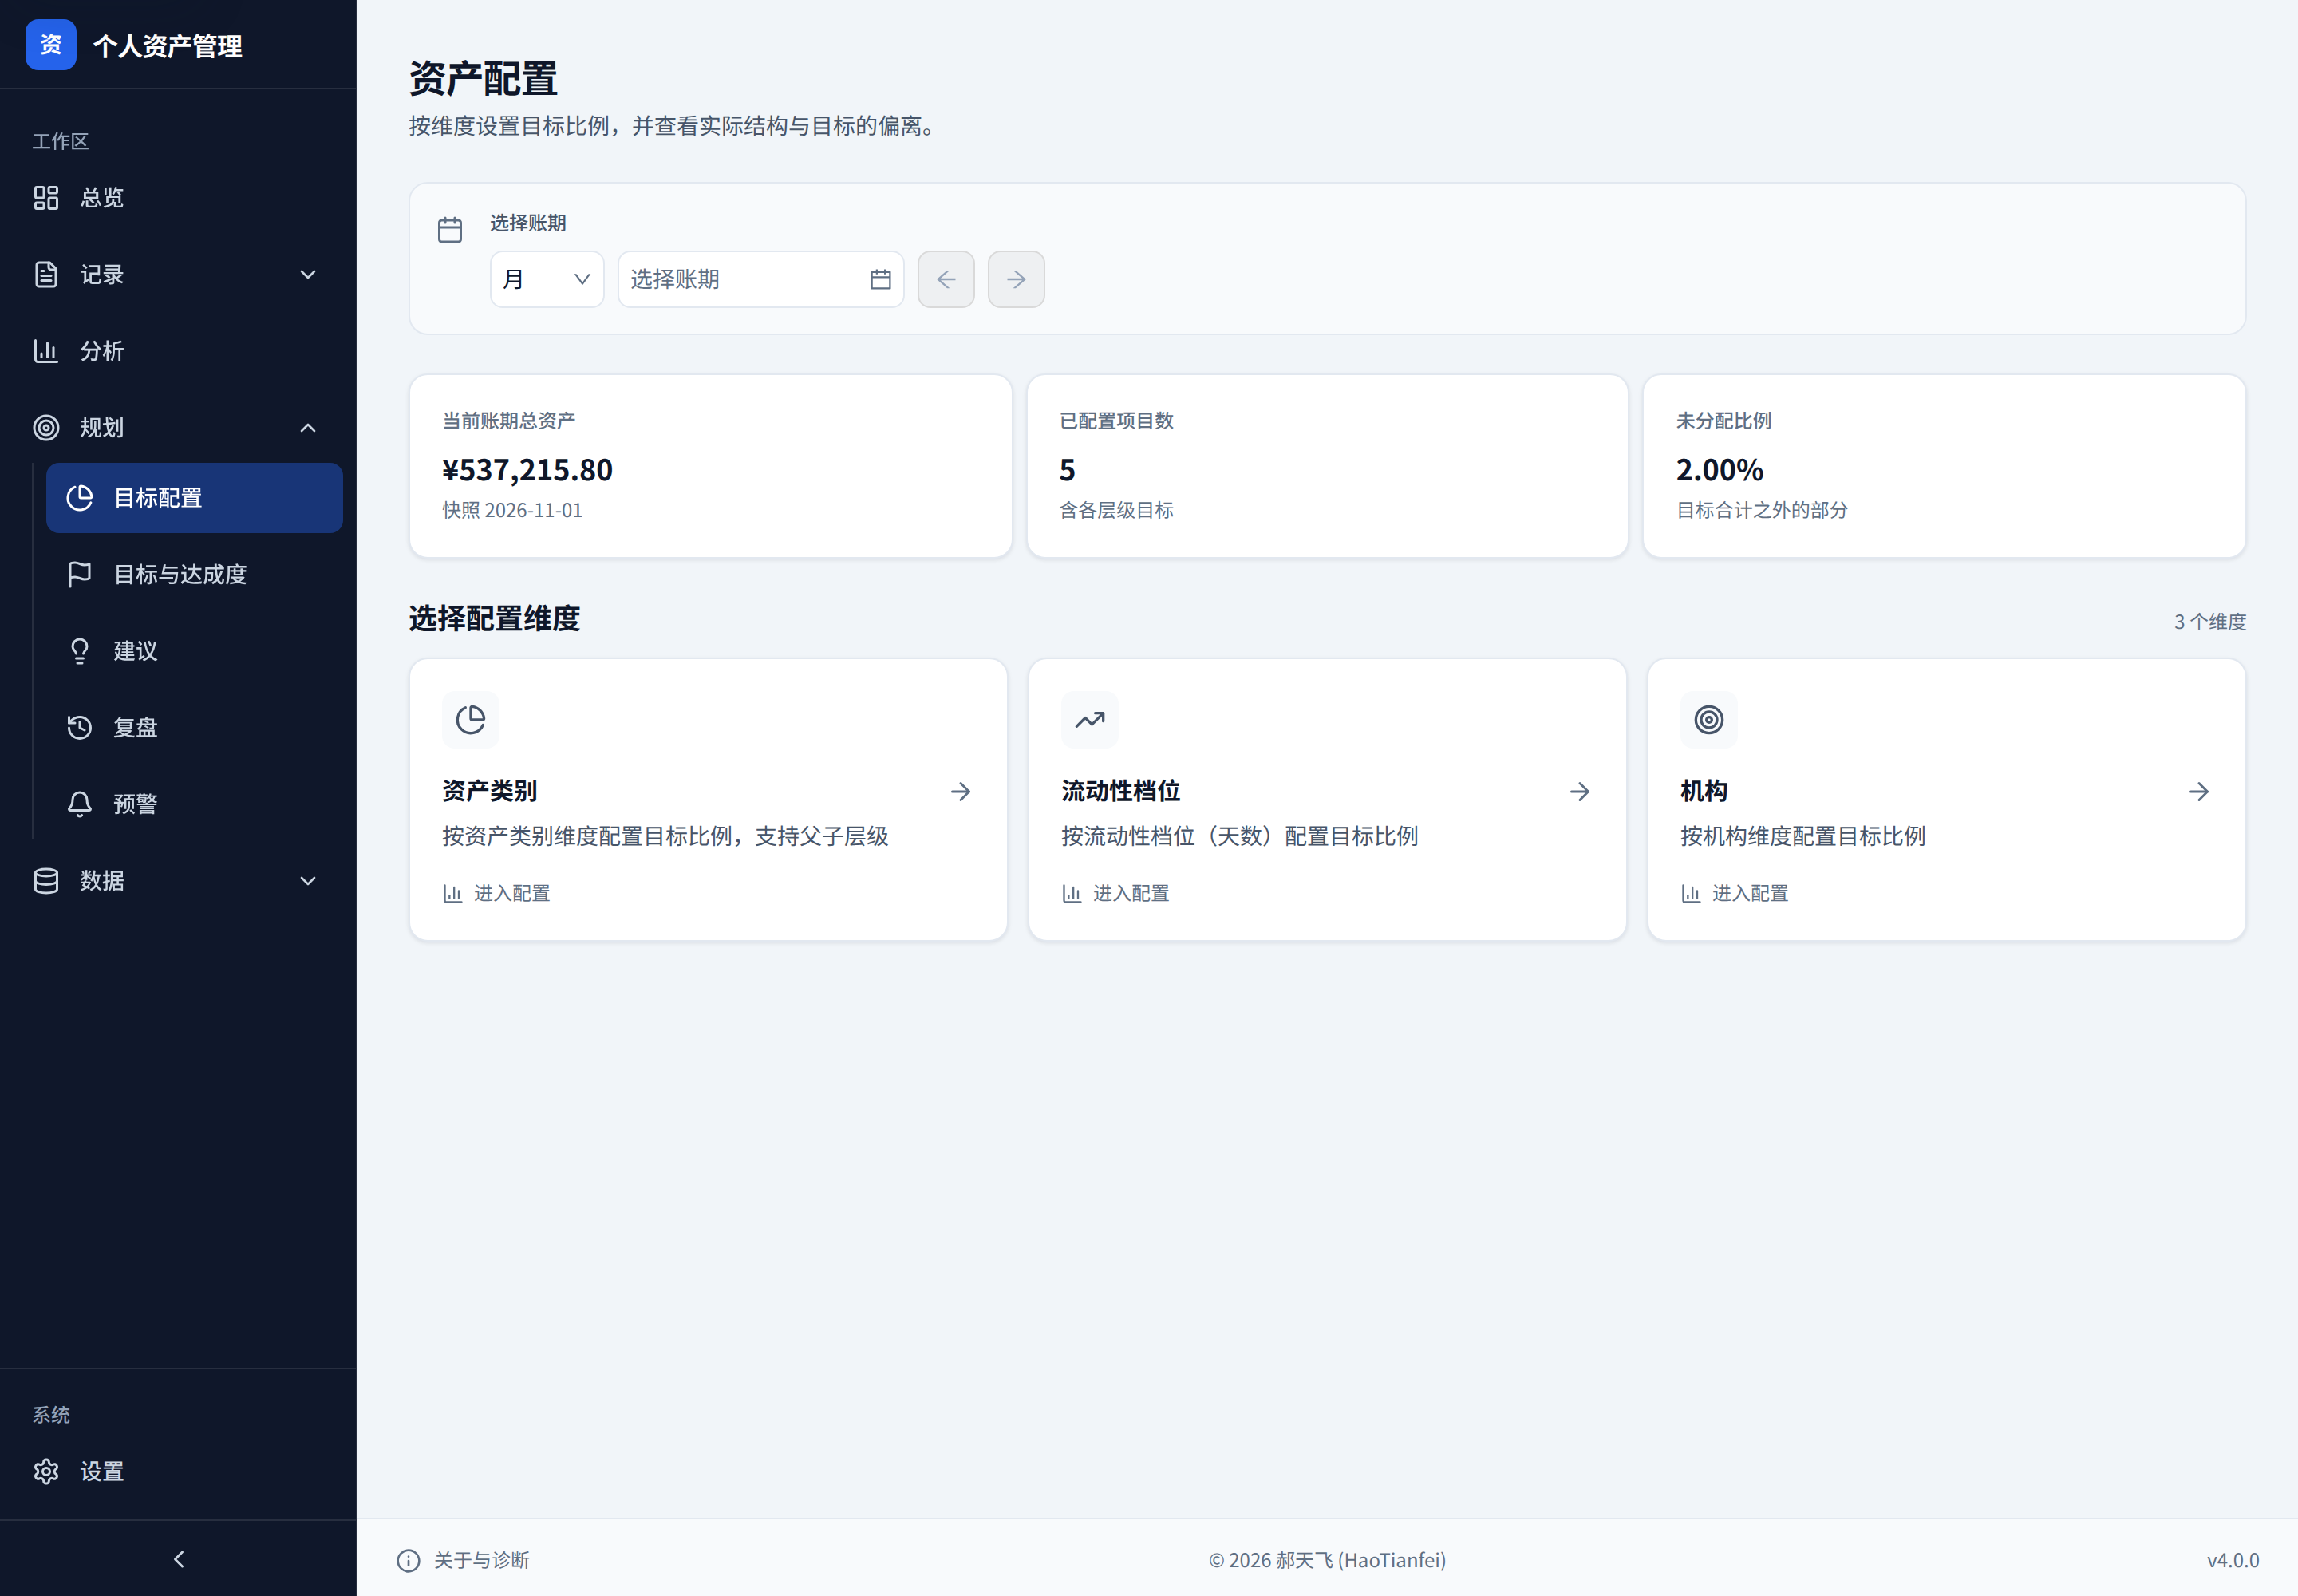 资 个人资产管理
工作区
总览
记录
分析
规划
目标配置
目标与达成度
建议
复盘
预警
数据
系统
设置
资产配置
按维度设置目标比例，并查看实际结构与目标的偏离。
选择账期
月 选择账期
当前账期总资产
¥537,215.80
快照 2026-11-01
已配置项目数
5
含各层级目标
未分配比例
2.00%
目标合计之外的部分
选择配置维度
3 个维度
资产类别
按资产类别维度配置目标比例，支持父子层级
进入配置
流动性档位
按流动性档位（天数）配置目标比例
进入配置
机构
按机构维度配置目标比例
进入配置
关于与诊断
© 2026 郝天飞 (HaoTianfei)
v4.0.0